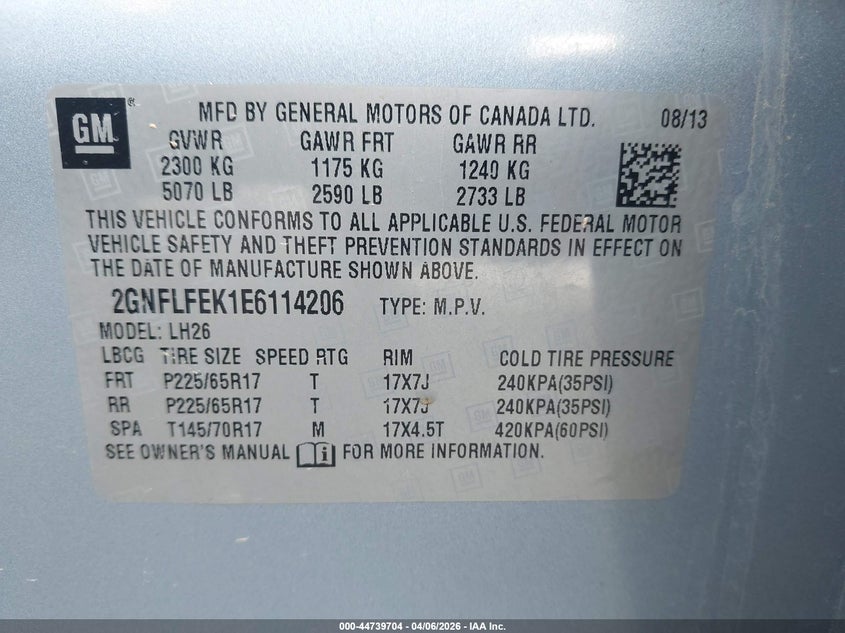 GM ®
MFD BY GENERAL MOTORS OF CANADA LTD. 08/13
GVWR GAWR FRT GAWR RR
2300 KG 1175 KG 1240 KG
5070 LB 2590 LB 2733 LB
THIS VEHICLE CONFORMS TO ALL APPLICABLE U.S. FEDERAL MOTOR
VEHICLE SAFETY AND THEFT PREVENTION STANDARDS IN EFFECT ON
THE DATE OF MANUFACTURE SHOWN ABOVE.
2GNFLFEK1E6114206 TYPE: M.P.V.
MODEL: LH26
LBCG TIRE SIZE SPEED RTG RIM COLD TIRE PRESSURE
FRT P225/65R17 T 17X7J 240KPA(35PSI)
RR P225/65R17 T 17X7J 240KPA(35PSI)
SPA T145/70R17 M 17X4.5T 420KPA(60PSI)
SEE OWNER'S MANUAL FOR MORE INFORMATION.
000-44739704 - 04/06/2026 - IAA Inc.